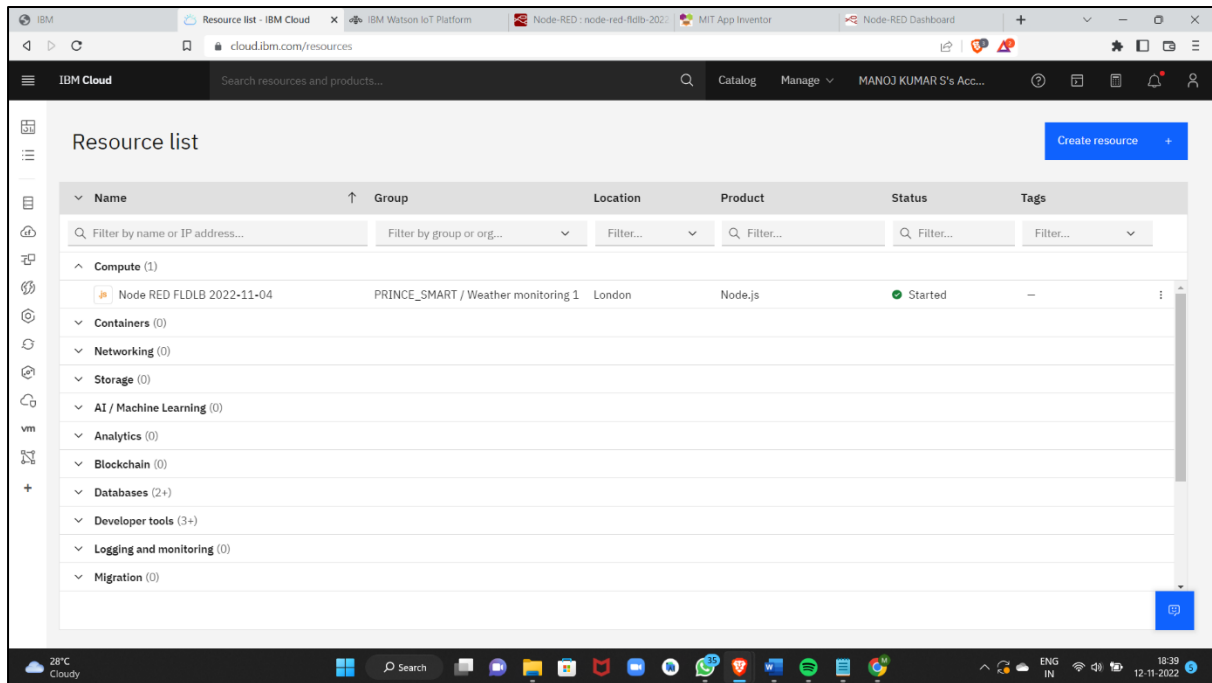 IBM
Resource list - IBM Cloud
IBM Watson IoT Platform
Node-RED : node-red-fldlb-2022
MIT App Inventor
Node-RED Dashboard
cloud.ibm.com/resources
IBM Cloud
Search resources and products...
Catalog
Manage
MANOJ KUMAR S's Acc...
Resource list
Create resource +
Name
Group
Location
Product
Status
Tags
Filter by name or IP address...
Filter by group or org...
Filter...
Filter...
Filter...
Filter...
Compute (1)
Node RED FLDLB 2022-11-04
PRINCE_SMART / Weather monitoring 1
London
Node.js
Started
–
Containers (0)
Networking (0)
Storage (0)
AI / Machine Learning (0)
vm
Analytics (0)
Blockchain (0)
Databases (2+)
Developer tools (3+)
Logging and monitoring (0)
Migration (0)
28°C
Cloudy
Search
35
ENG
IN
18:39
12-11-2022
5